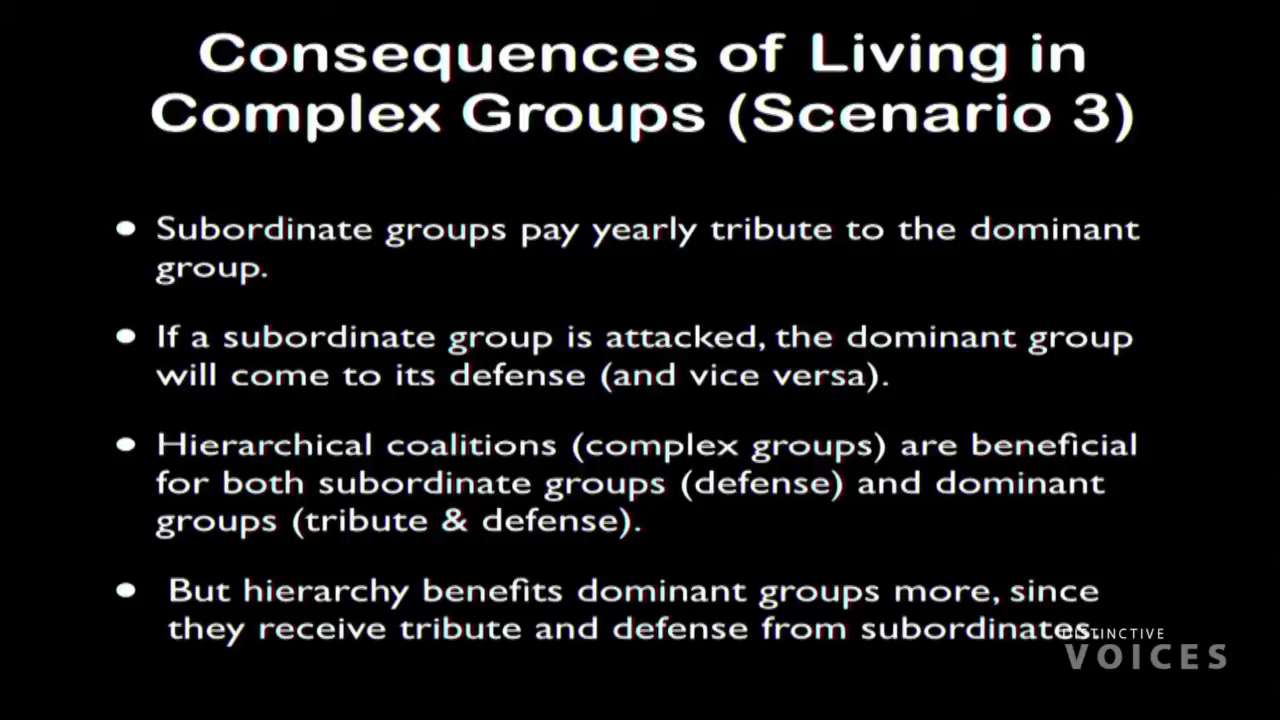 Consequences of Living in
Complex Groups (Scenario 3)
• Subordinate groups pay yearly tribute to the dominant
group.
• If a subordinate group is attacked, the dominant group
will come to its defense (and vice versa).
• Hierarchical coalitions (complex groups) are beneficial
for both subordinate groups (defense) and dominant
groups (tribute & defense).
• But hierarchy benefits dominant groups more, since
they receive tribute and defense from subordinates.
DISTINCTIVE
VOICES